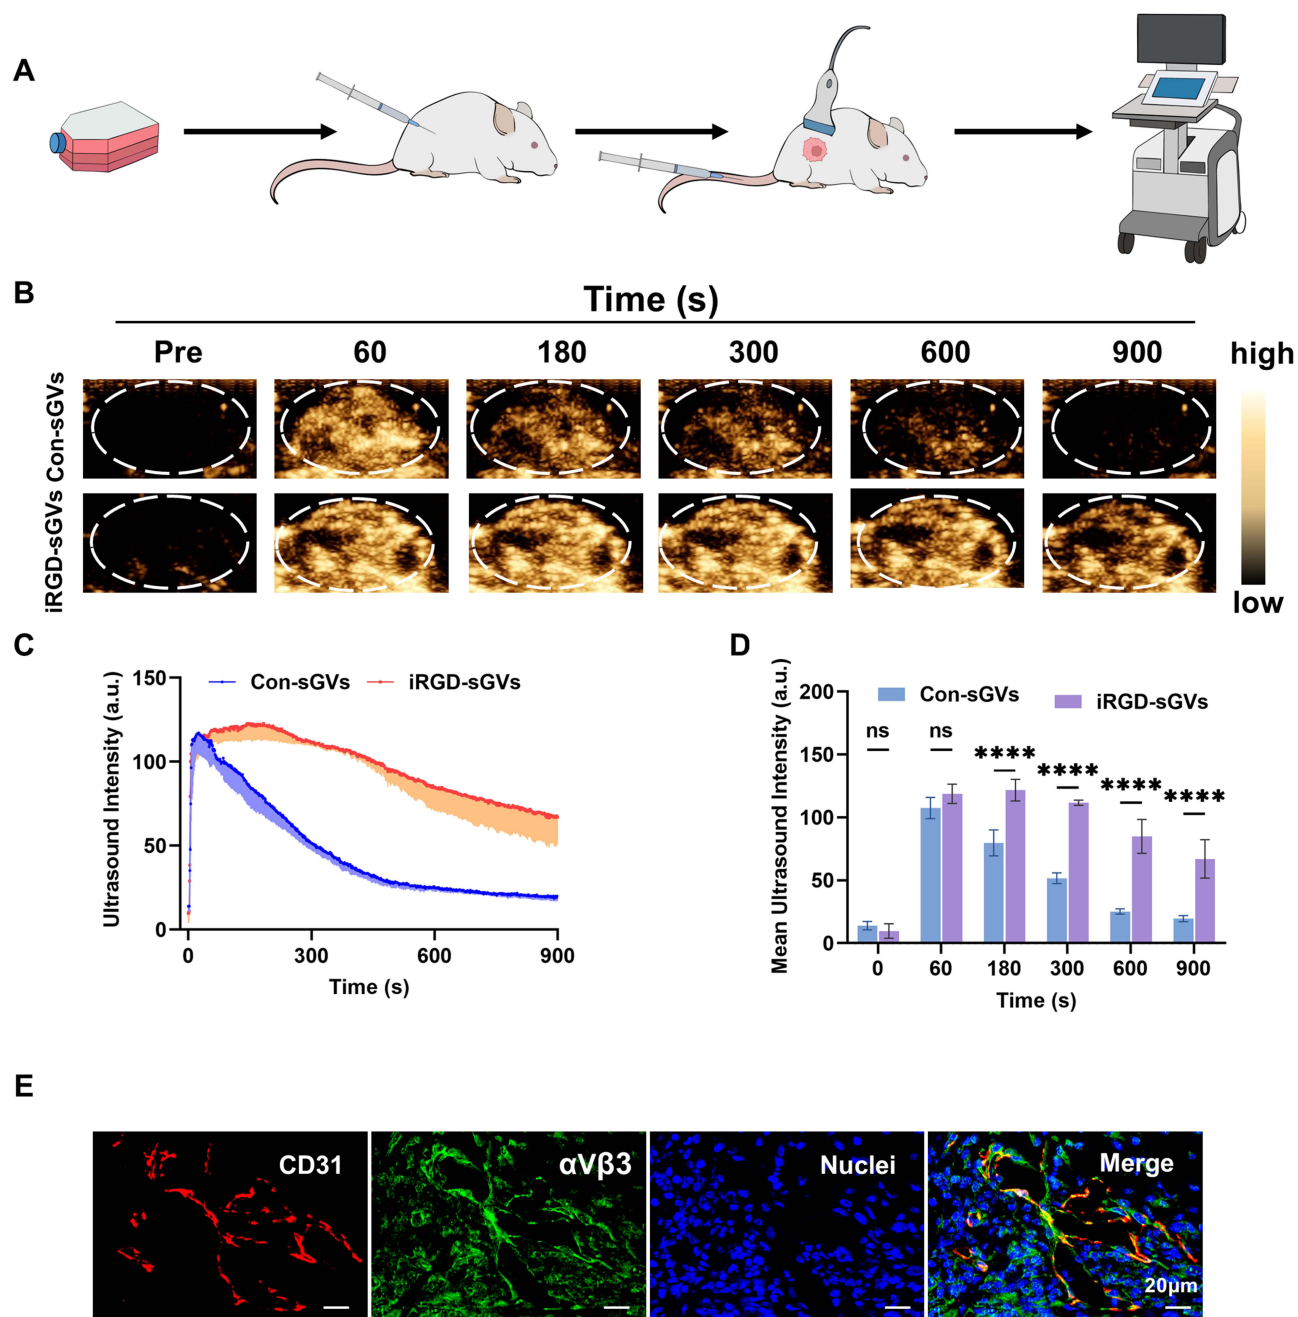 A
B
Time (s)
Pre 60 180 300 600 900 high
Con-sGVs
iRGD-sGVs
low
C
Con-sGVs iRGD-sGVs
Ultrasound Intensity (a.u.)
150
100
50
0
0 300 600 900
Time (s)
D
Con-sGVs iRGD-sGVs
Mean Ultrasound Intensity (a.u.)
200
150
100
50
0
ns ns **** **** **** ****
0 60 180 300 600 900
Time (s)
E
CD31 αVβ3 Nuclei Merge
20μm